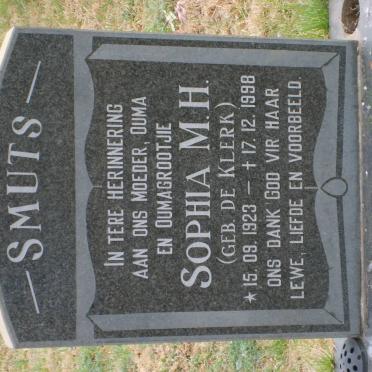 — SMUTS —
IN TERE HERINNERING
AAN ONS MOEDER, OUMA
EN OUMAGROOTJIE
SOPHIA M.H.
(GEB. DE KLERK)
★ 15. 09. 1923 — † 17. 12. 1998
ONS DANK GOD VIR HAAR
LEWE, LIEFDE EN VOORBEELD.